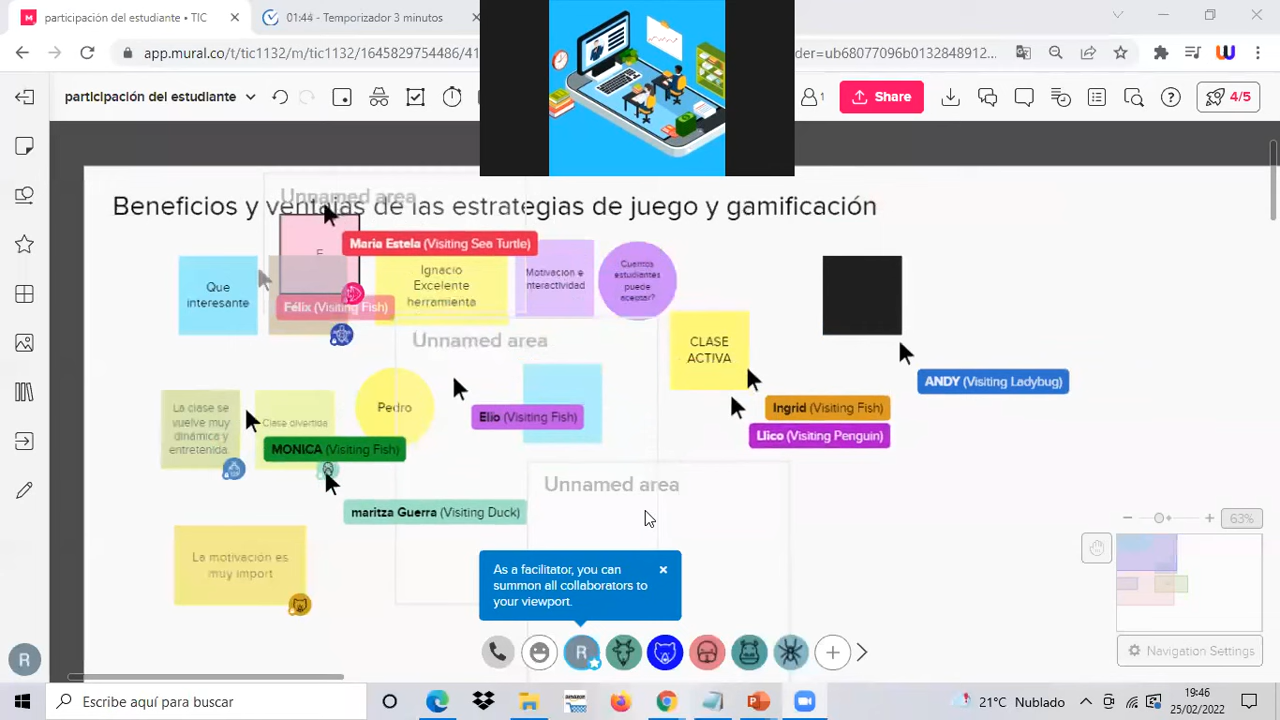 participación del estudiante • TIC
01:44 - Temporizador 3 minutos
app.mural.co/tic1132/m/tic1132/1645829754486/41
der=ub68077096b0132848912...
participación del estudiante
1
Share
4/5
Unnamed area
Beneficios y ventajas de las estrategias de juego y gamificación
Maria Estela (Visiting Sea Turtle)
Que
interesante
Félix (Visiting Fish)
Ignacio
Excelente
herramienta
Motivación e
interactividad
Cuantos
estudiantes
puede
aceptar?
Unnamed area
CLASE
ACTIVA
ANDY (Visiting Ladybug)
La clase se
vuelve muy
dinámica y
entretenida.
Clase divertida
Pedro
Elio (Visiting Fish)
Ingrid (Visiting Fish)
Llico (Visiting Penguin)
MONICA (Visiting Fish)
Unnamed area
maritza Guerra (Visiting Duck)
63%
La motivación es
muy import
As a facilitator, you can
summon all collaborators to
your viewport.
R
R
Navigation Settings
Escribe aquí para buscar
21°C Nublado
9:46
25/02/2022